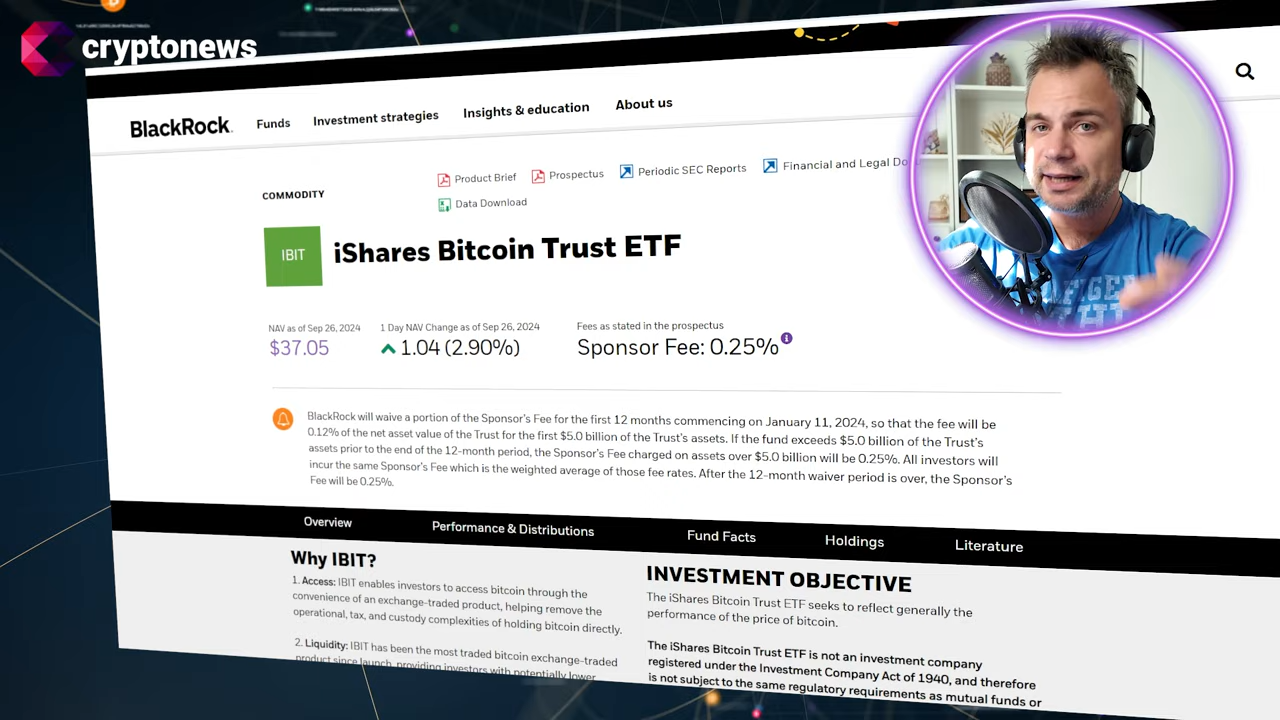 cryptonews
BlackRock.
Funds
Investment strategies
Insights & education
About us
COMMODITY
Product Brief
Prospectus
Periodic SEC Reports
Financial and Legal
Data Download
IBIT
iShares Bitcoin Trust ETF
NAV as of Sep 26, 2024
$37.05
1 Day NAV Change as of Sep 26, 2024
1.04 (2.90%)
Fees as stated in the prospectus
Sponsor Fee: 0.25%
BlackRock will waive a portion of the Sponsor's Fee for the first 12 months commencing on January 11, 2024, so that the fee will be
0.12% of the net asset value of the Trust for the first $5.0 billion of the Trust's assets. If the fund exceeds $5.0 billion of the Trust's
assets prior to the end of the 12-month period, the Sponsor's Fee charged on assets over $5.0 billion will be 0.25%. All investors will
incur the same Sponsor's Fee which is the weighted average of those fee rates. After the 12-month waiver period is over, the Sponsor's
Fee will be 0.25%.
Overview
Performance & Distributions
Fund Facts
Holdings
Literature
Why IBIT?
1. Access: IBIT enables investors to access bitcoin through the
convenience of an exchange-traded product, helping remove the
operational, tax, and custody complexities of holding bitcoin directly.
2. Liquidity: IBIT has been the most traded bitcoin exchange-traded
product since launch, providing investors with potentially lower
INVESTMENT OBJECTIVE
The iShares Bitcoin Trust ETF seeks to reflect generally the
performance of the price of bitcoin.
The iShares Bitcoin Trust ETF is not an investment company
registered under the Investment Company Act of 1940, and therefore
is not subject to the same regulatory requirements as mutual funds or